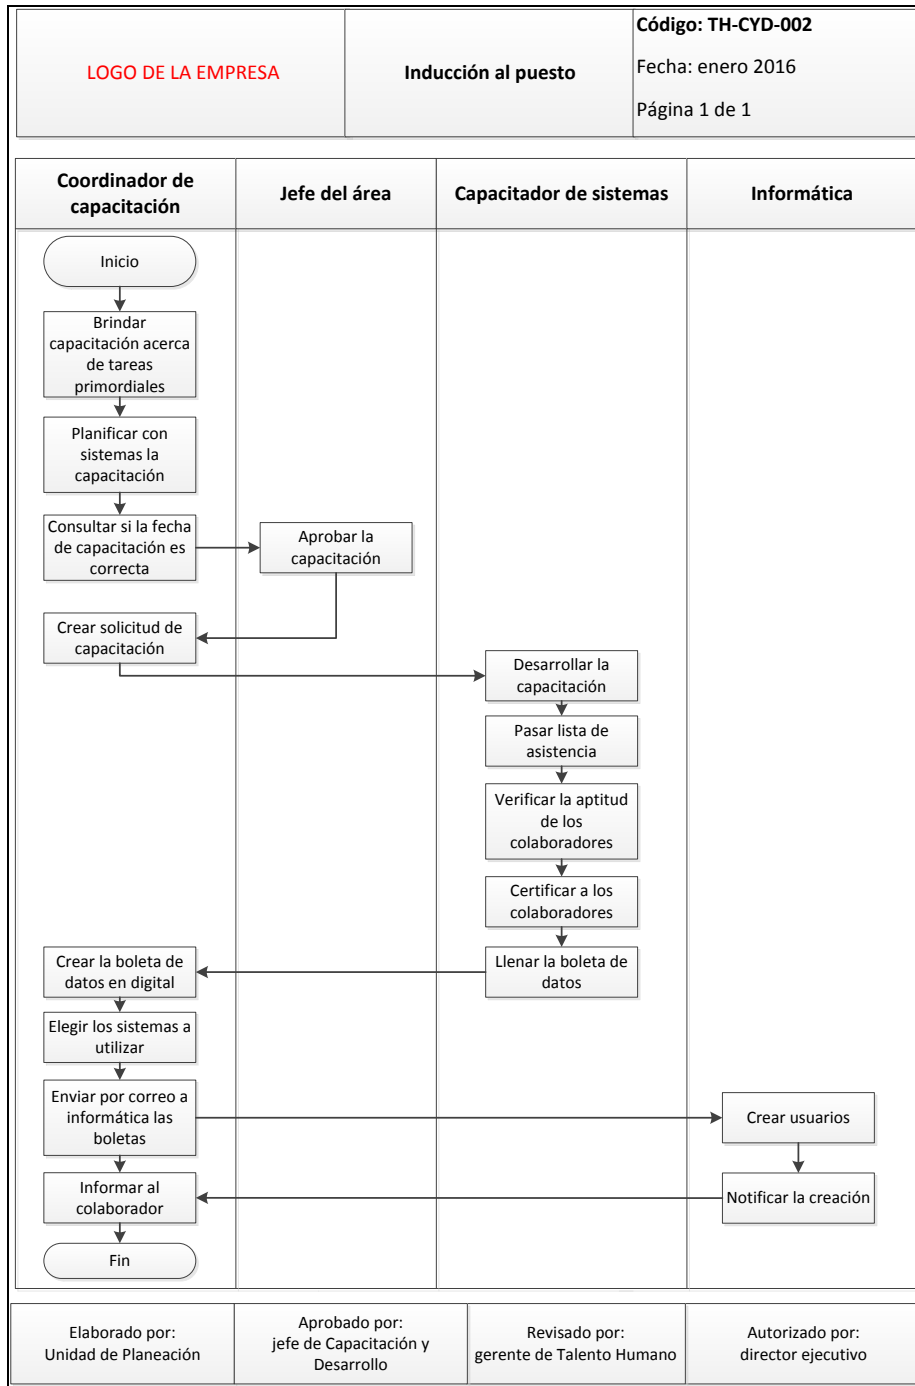 LOGO DE LA EMPRESA
Inducción al puesto
Código: TH-CYD-002
Fecha: enero 2016
Página 1 de 1
Coordinador de
capacitación
Jefe del área
Capacitador de sistemas
Informática
Inicio
Brindar
capacitación acerca
de tareas
primordiales
Planificar con
sistemas la
capacitación
Consultar si la fecha
de capacitación es
correcta
Aprobar la
capacitación
Crear solicitud de
capacitación
Desarrollar la
capacitación
Pasar lista de
asistencia
Verificar la aptitud
de los
colaboradores
Certificar a los
colaboradores
Llenar la boleta de
datos
Crear la boleta de
datos en digital
Elegir los sistemas a
utilizar
Enviar por correo a
informática las
boletas
Crear usuarios
Notificar la creación
Informar al
colaborador
Fin
Elaborado por:
Unidad de Planeación
Aprobado por:
jefe de Capacitación y
Desarrollo
Revisado por:
gerente de Talento Humano
Autorizado por:
director ejecutivo